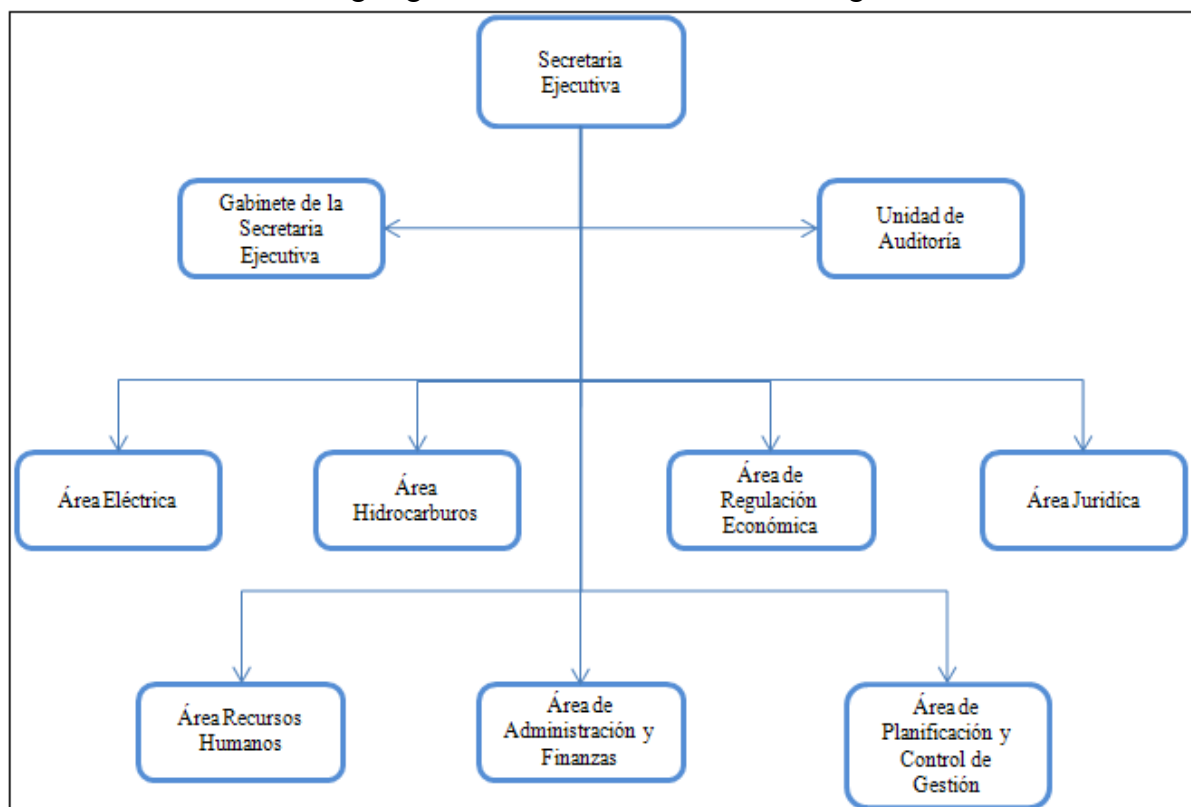 Secretaria
Ejecutiva
Gabinete de la
Secretaria
Ejecutiva
Unidad de
Auditoría
Área Eléctrica
Área
Hidrocarburos
Área de
Regulación
Económica
Área Juridíca
Área Recursos
Humanos
Área de
Administración y
Finanzas
Área de
Planificación y
Control de
Gestión